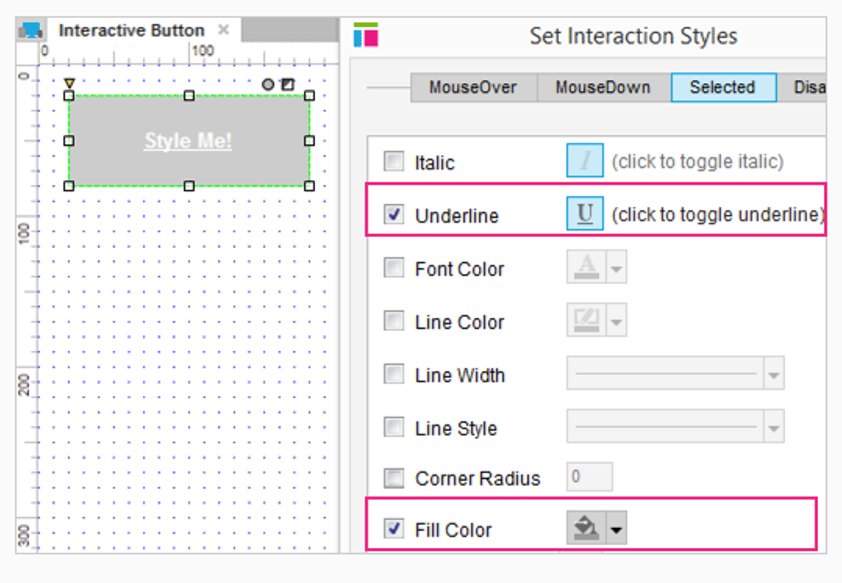 Interactive Button ×
0 100
0
100
200
300
Style Me!
Set Interaction Styles
MouseOver MouseDown Selected Disa
Italic I (click to toggle italic)
Underline U (click to toggle underline)
Font Color A
Line Color
Line Width
Line Style
Corner Radius 0
Fill Color